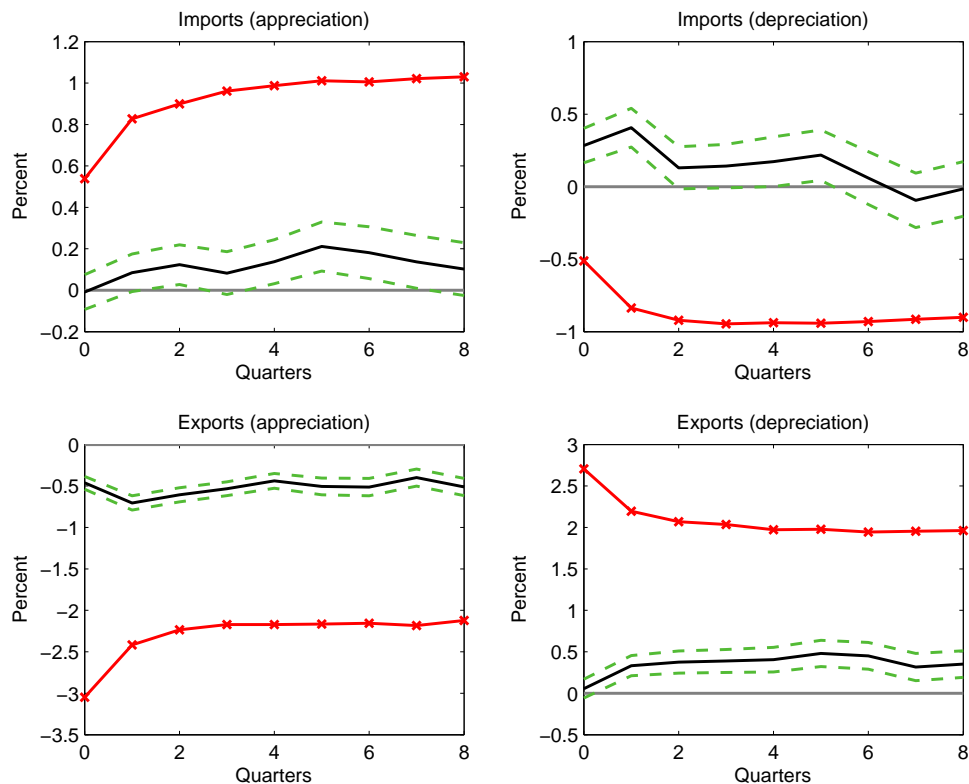 Imports (appreciation)
1.2
1
0.8
0.6
0.4
0.2
0
−0.2
Percent
0 2 4 6 8
Quarters
Imports (depreciation)
1
0.5
0
−0.5
−1
Percent
0 2 4 6 8
Quarters
Exports (appreciation)
0
−0.5
−1
−1.5
−2
−2.5
−3
−3.5
Percent
0 2 4 6 8
Quarters
Exports (depreciation)
3
2.5
2
1.5
1
0.5
0
−0.5
Percent
0 2 4 6 8
Quarters